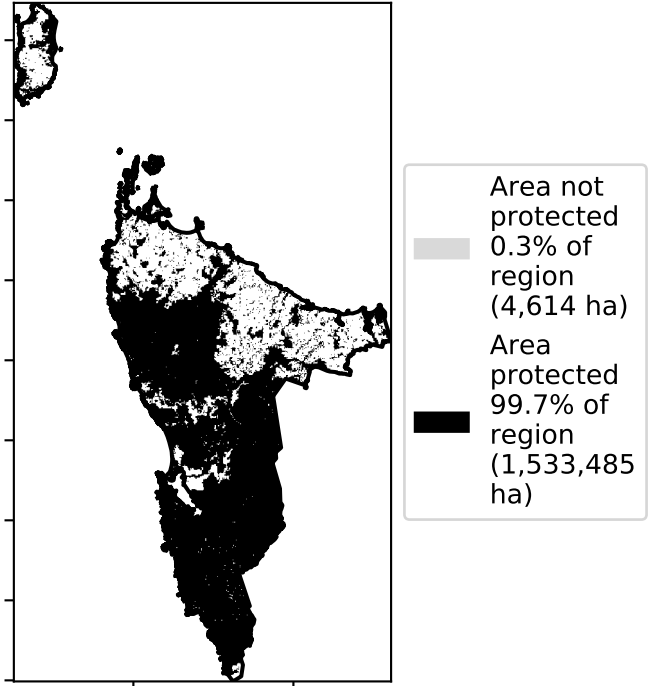 Area not
protected
0.3% of
region
(4,614 ha)
Area
protected
99.7% of
region
(1,533,485
ha)